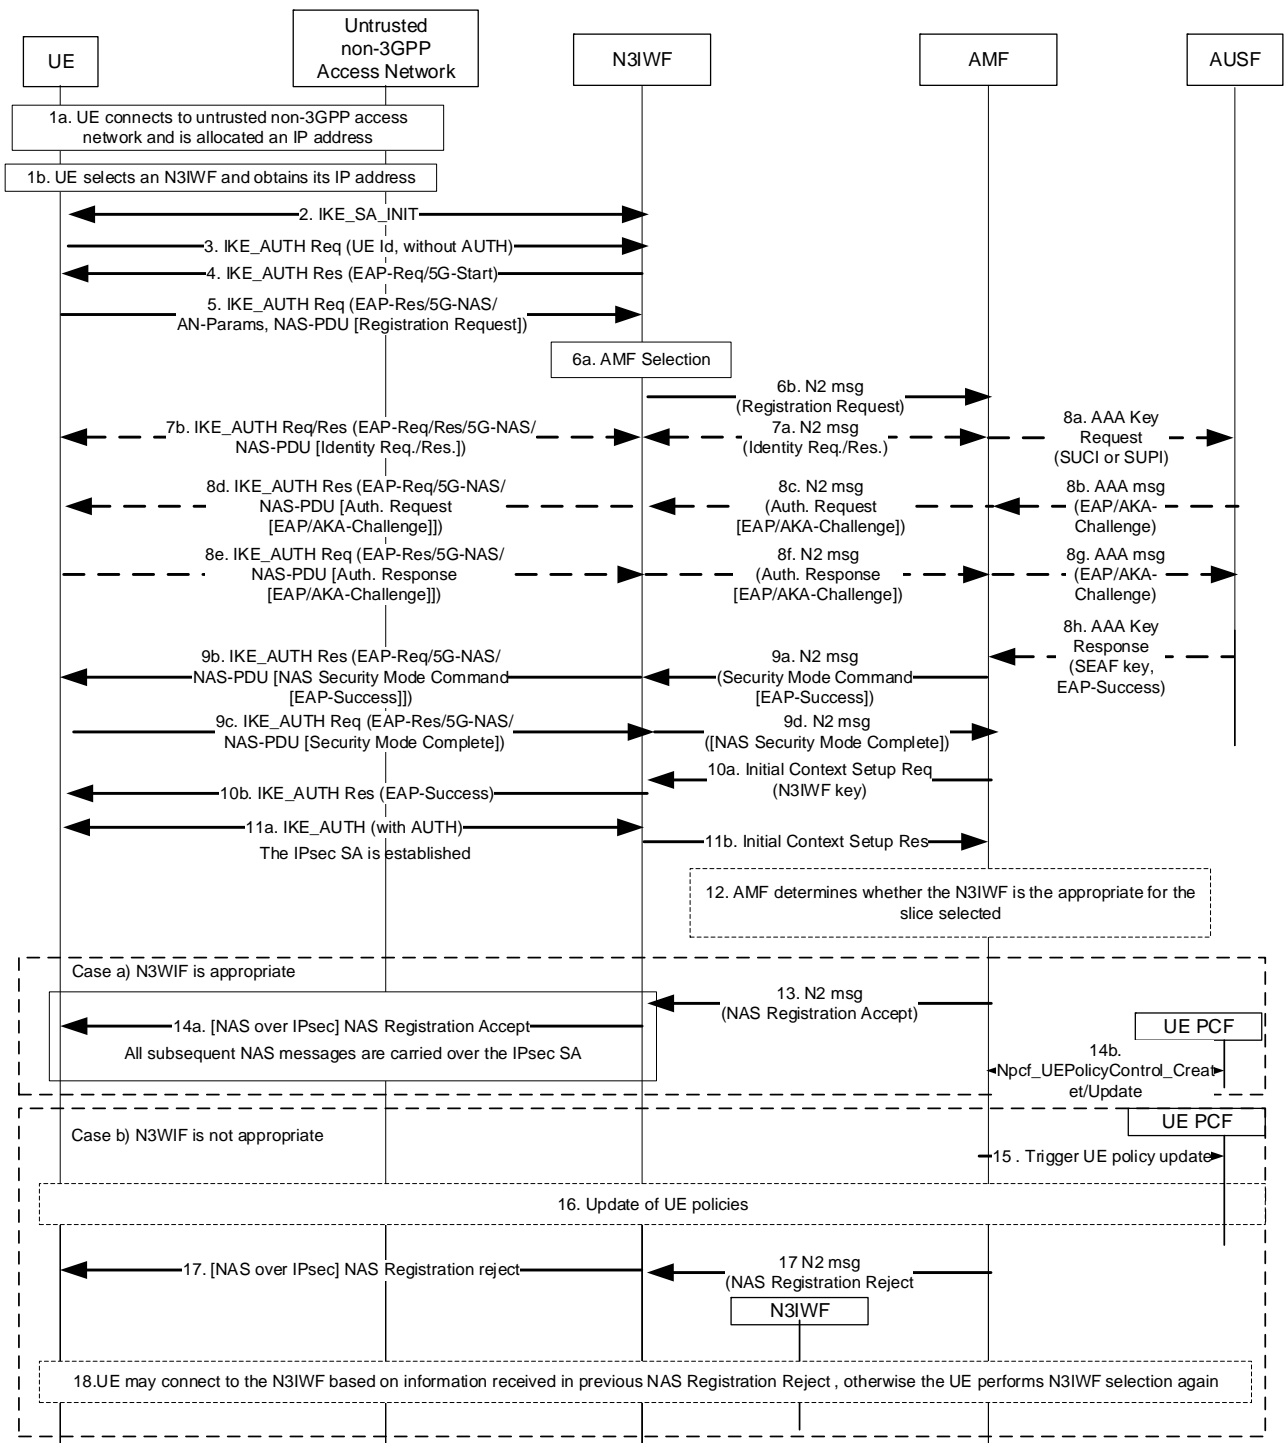 Untrusted
non-3GPP
Access Network
UE
N3IWF
AMF
AUSF
1a. UE connects to untrusted non-3GPP access
network and is allocated an IP address
1b. UE selects an N3IWF and obtains its IP address
2. IKE_SA_INIT
3. IKE_AUTH Req (UE Id, without AUTH)
4. IKE_AUTH Res (EAP-Req/5G-Start)
5. IKE_AUTH Req (EAP-Res/5G-NAS/
AN-Params, NAS-PDU [Registration Request])
6a. AMF Selection
6b. N2 msg
(Registration Request)
7b. IKE_AUTH Req/Res (EAP-Req/Res/5G-NAS/
NAS-PDU [Identity Req./Res.])
7a. N2 msg
(Identity Req./Res.)
8a. AAA Key
Request
(SUCI or SUPI)
8d. IKE_AUTH Res (EAP-Req/5G-NAS/
NAS-PDU [Auth. Request
[EAP/AKA-Challenge]])
8c. N2 msg
(Auth. Request
[EAP/AKA-Challenge])
8b. AAA msg
(EAP/AKA-
Challenge)
8e. IKE_AUTH Req (EAP-Res/5G-NAS/
NAS-PDU [Auth. Response
[EAP/AKA-Challenge]])
8f. N2 msg
(Auth. Response
[EAP/AKA-Challenge])
8g. AAA msg
(EAP/AKA-
Challenge)
8h. AAA Key
Response
(SEAF key,
EAP-Success)
9b. IKE_AUTH Res (EAP-Req/5G-NAS/
NAS-PDU [NAS Security Mode Command
[EAP-Success]])
9a. N2 msg
(Security Mode Command
[EAP-Success])
9c. IKE_AUTH Req (EAP-Res/5G-NAS/
NAS-PDU [Security Mode Complete])
9d. N2 msg
([NAS Security Mode Complete])
10a. Initial Context Setup Req
(N3IWF key)
10b. IKE_AUTH Res (EAP-Success)
11a. IKE_AUTH (with AUTH)
The IPsec SA is established
11b. Initial Context Setup Res
12. AMF determines whether the N3IWF is the appropriate for the
slice selected
Case a) N3WIF is appropriate
13. N2 msg
(NAS Registration Accept)
14a. [NAS over IPsec] NAS Registration Accept
All subsequent NAS messages are carried over the IPsec SA
UE PCF
14b.
Npcf_UEPolicyControl_Creat
et/Update
Case b) N3WIF is not appropriate
UE PCF
15 . Trigger UE policy update
16. Update of UE policies
17. [NAS over IPsec] NAS Registration reject
17 N2 msg
(NAS Registration Reject
N3IWF
18.UE may connect to the N3IWF based on information received in previous NAS Registration Reject , otherwise the UE performs N3IWF selection again